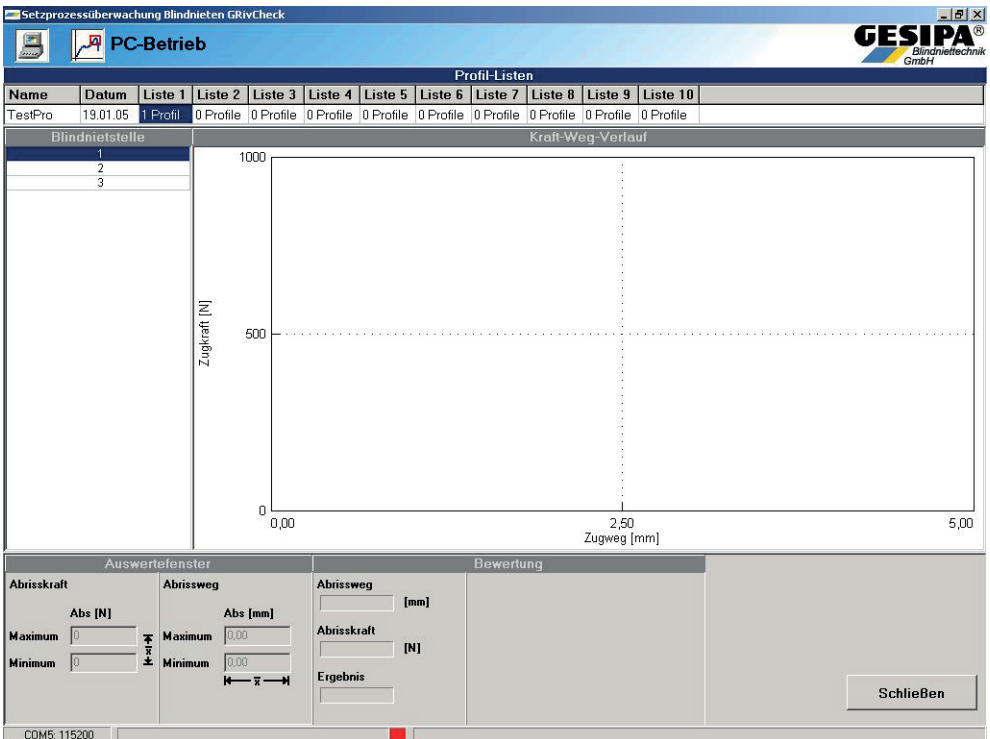 Setzprozessüberwachung Blindnieten GRivCheck
PC-Betrieb
GESIPA®
Blindniettechnik
GmbH
Profil-Listen
Name Datum Liste 1 Liste 2 Liste 3 Liste 4 Liste 5 Liste 6 Liste 7 Liste 8 Liste 9 Liste 10
TestPro 19.01.05 1 Profil 0 Profile 0 Profile 0 Profile 0 Profile 0 Profile 0 Profile 0 Profile 0 Profile 0 Profile
Blindnietstelle
1
2
3
Kraft-Weg-Verlauf
1000
500
0
Zugkraft [N]
0,00 2,50 5,00
Zugweg [mm]
Auswertefenster
Abrisskraft
Abs [N]
Maximum 0
Minimum 0
x
Abrissweg
Abs [mm]
Maximum 0,00
Minimum 0,00
x
Bewertung
Abrissweg
[mm]
Abrisskraft
[N]
Ergebnis
Schließen
COM5: 115200